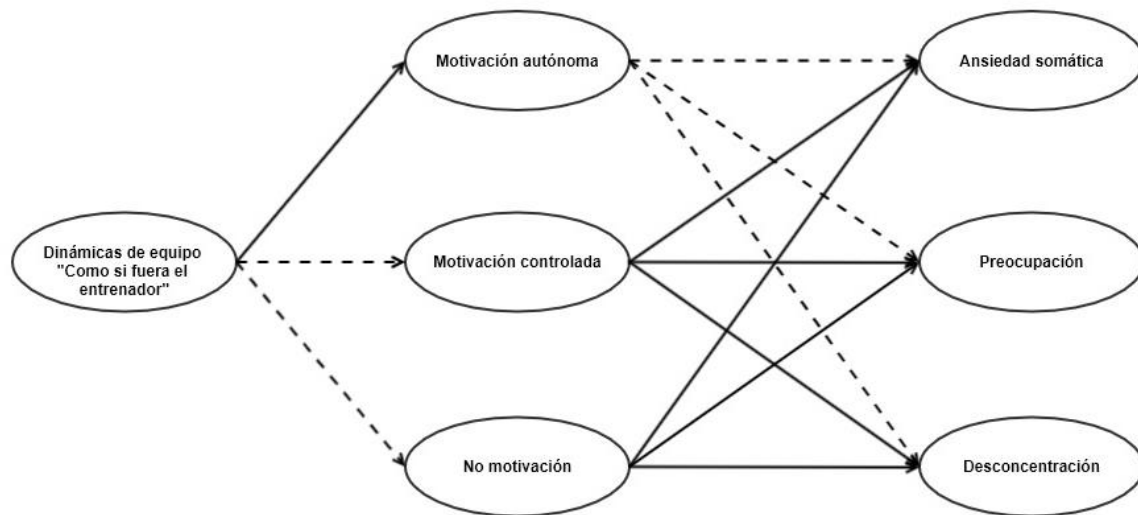 Motivación autónoma
Ansiedad somática
Dinámicas de equipo
"Como si fuera el
entrenador"
Motivación controlada
Preocupación
No motivación
Desconcentración